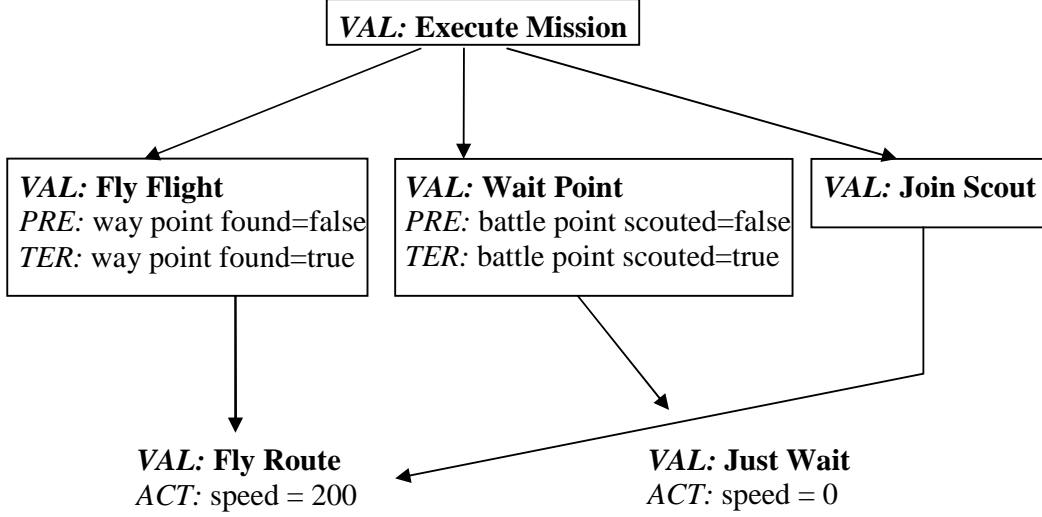 VAL: Execute Mission
VAL: Fly Flight
PRE: way point found=false
TER: way point found=true
VAL: Wait Point
PRE: battle point scouted=false
TER: battle point scouted=true
VAL: Join Scout
VAL: Fly Route
ACT: speed = 200
VAL: Just Wait
ACT: speed = 0